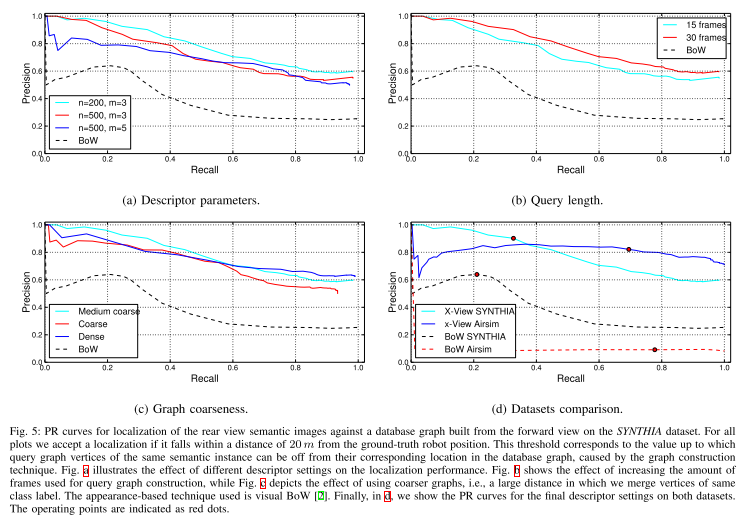 1.0
0.8
0.6
0.4
0.2
0.0
Precision
n=200, m=3
n=500, m=3
n=500, m=5
BoW
0.0 0.2 0.4 0.6 0.8 1.0
Recall
(a) Descriptor parameters.
1.0
0.8
0.6
0.4
0.2
0.0
Precision
15 frames
30 frames
BoW
0.0 0.2 0.4 0.6 0.8 1.0
Recall
(b) Query length.
1.0
0.8
0.6
0.4
0.2
0.0
Precision
Medium coarse
Coarse
Dense
BoW
0.0 0.2 0.4 0.6 0.8 1.0
Recall
(c) Graph coarseness.
1.0
0.8
0.6
0.4
0.2
0.0
Precision
X-View SYNTHIA
x-View Airsim
BoW SYNTHIA
BoW Airsim
0.0 0.2 0.4 0.6 0.8 1.0
Recall
(d) Datasets comparison.
Fig. 5: PR curves for localization of the rear view semantic images against a database graph built from the forward view on the SYNTHIA dataset. For all
plots we accept a localization if it falls within a distance of 20 m from the ground-truth robot position. This threshold corresponds to the value up to which
query graph vertices of the same semantic instance can be off from their corresponding location in the database graph, caused by the graph construction
technique. Fig. a illustrates the effect of different descriptor settings on the localization performance. Fig. b shows the effect of increasing the amount of
frames used for query graph construction, while Fig. c depicts the effect of using coarser graphs, i.e., a large distance in which we merge vertices of same
class label. The appearance-based technique used is visual BoW [2]. Finally, in d, we show the PR curves for the final descriptor settings on both datasets.
The operating points are indicated as red dots.